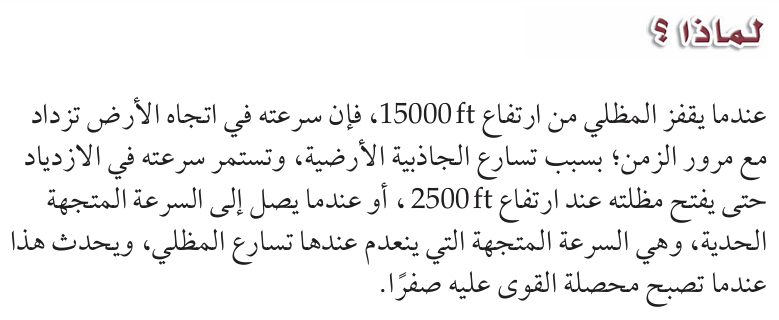 لماذا ؟
عندما يقفز المظلي من ارتفاع 15000 ft، فإن سرعته في اتجاه الأرض تزداد
مع مرور الزمن؛ بسبب تسارع الجاذبية الأرضية، وتستمر سرعته في الازدياد
حتى يفتح مظلته عند ارتفاع 2500 ft ، أو عندما يصل إلى السرعة المتجهة
الحدية، وهي السرعة المتجهة التي ينعدم عندها تسارع المظلي، ويحدث هذا
عندما تصبح محصلة القوى عليه صفرًا.